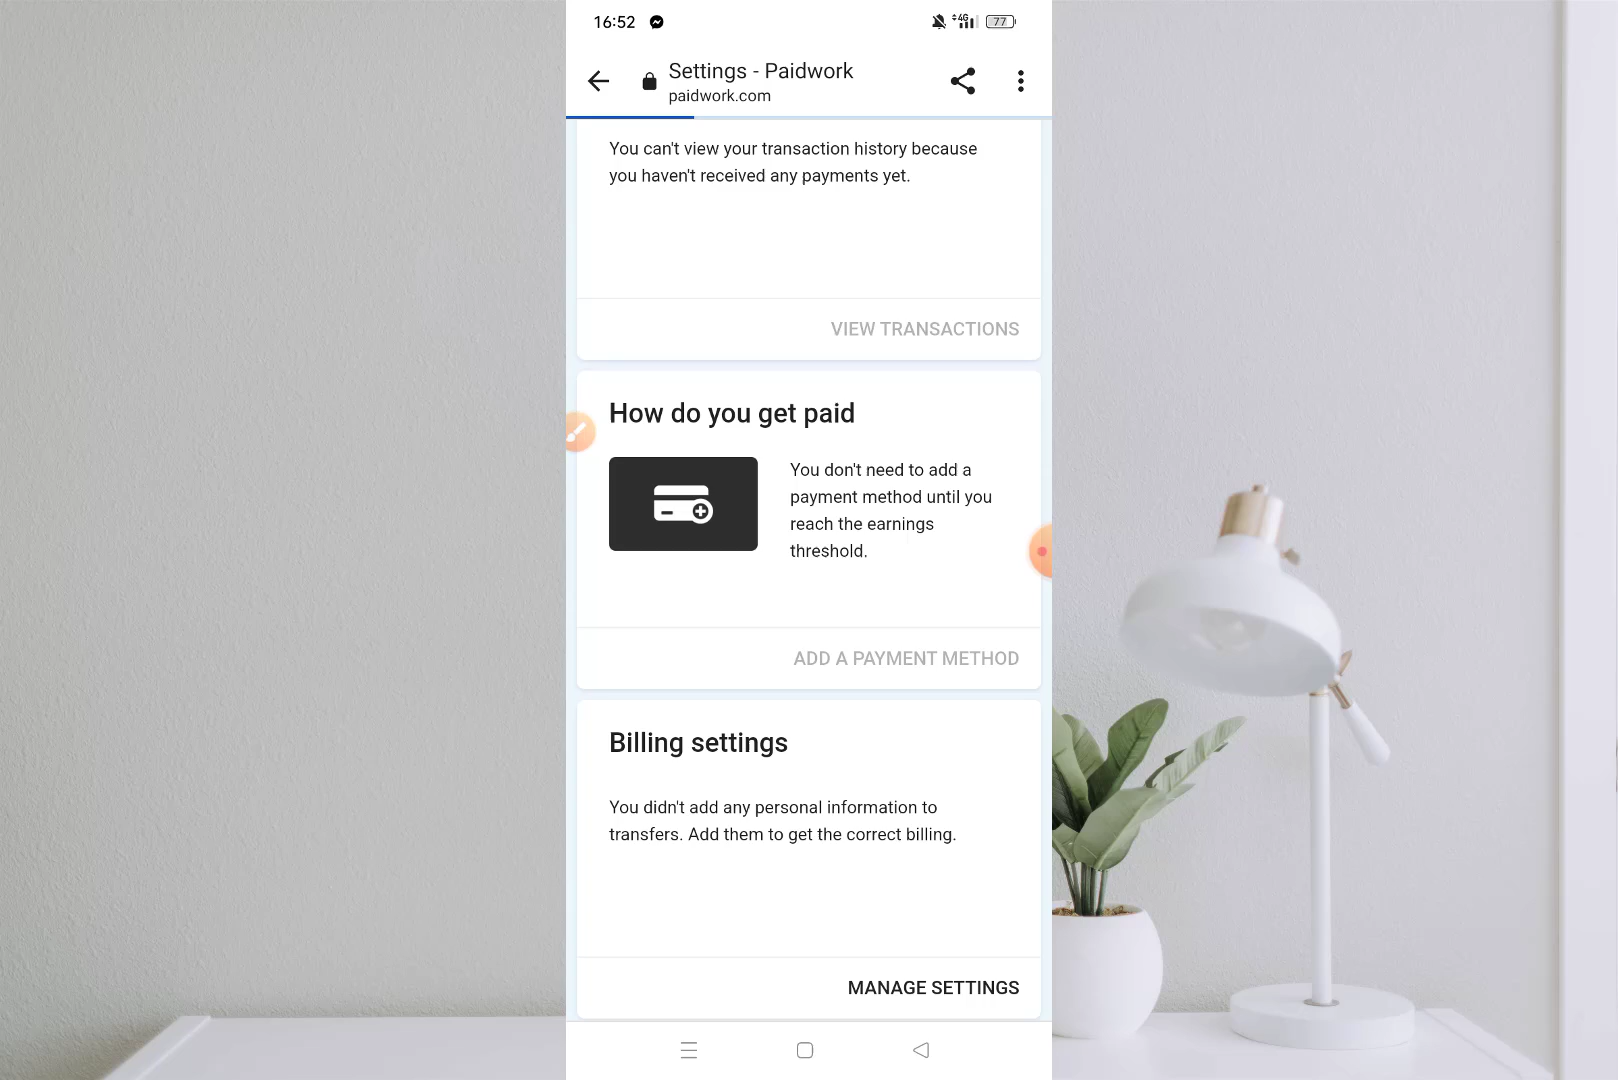 16:52
4G
77
Settings - Paidwork
paidwork.com
You can't view your transaction history because
you haven't received any payments yet.
VIEW TRANSACTIONS
How do you get paid
You don't need to add a
payment method until you
reach the earnings
threshold.
ADD A PAYMENT METHOD
Billing settings
You didn't add any personal information to
transfers. Add them to get the correct billing.
MANAGE SETTINGS